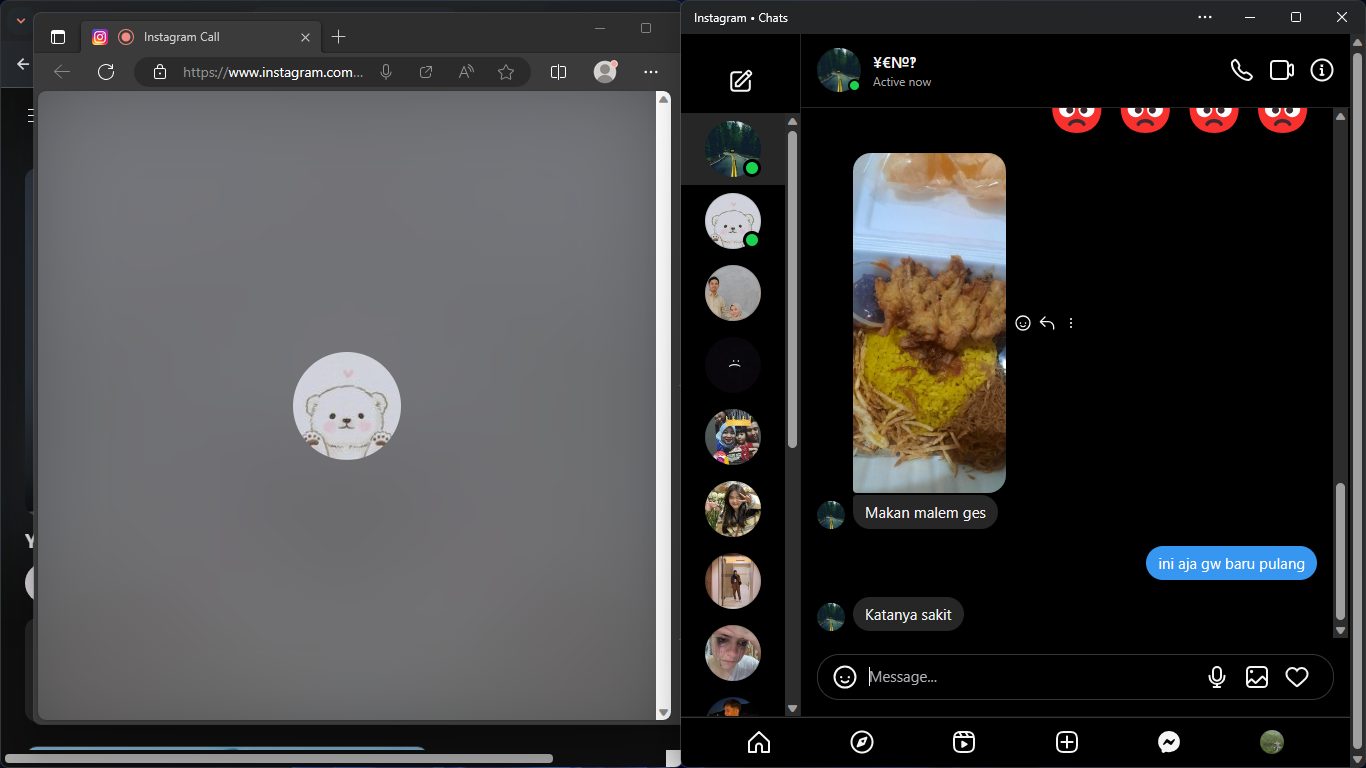 Instagram Call
https://www.instagram.com...
Instagram • Chats
¥€№‽
Active now
Makan malem ges
ini aja gw baru pulang
Katanya sakit
Message...